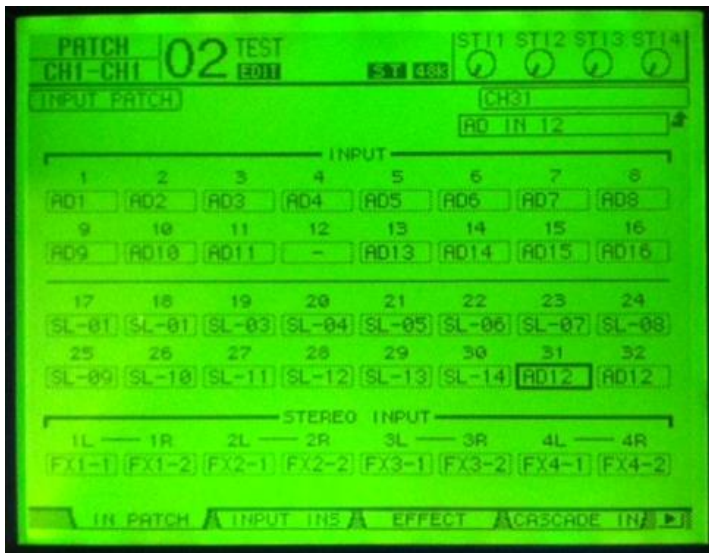 PATCH 02 TEST STI1 STI2 STI3 STI4
CH1-CH1 EDIT ST 48K
INPUT PATCH CH31
AD IN 12
INPUT
1 2 3 4 5 6 7 8
AD1 AD2 AD3 AD4 AD5 AD6 AD7 AD8
9 10 11 12 13 14 15 16
AD9 AD10 AD11 - AD13 AD14 AD15 AD16
17 18 19 20 21 22 23 24
SL-01 SL-01 SL-03 SL-04 SL-05 SL-06 SL-07 SL-08
25 26 27 28 29 30 31 32
SL-09 SL-10 SL-11 SL-12 SL-13 SL-14 AD12 AD12
STEREO INPUT
1L — 1R 2L — 2R 3L — 3R 4L — 4R
FX1-1 FX1-2 FX2-1 FX2-2 FX3-1 FX3-2 FX4-1 FX4-2
IN PATCH INPUT INS EFFECT CASCADE IN